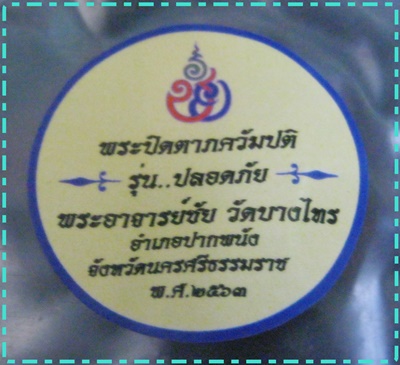 พระปิดตาภควัมปติ
รุ่น..ปลอดภัย
พระอาจารย์ชัย วัดบางไทร
อำเภอปากพนัง
จังหวัดนครศรีธรรมราช
พ.ศ.๒๕๖๓